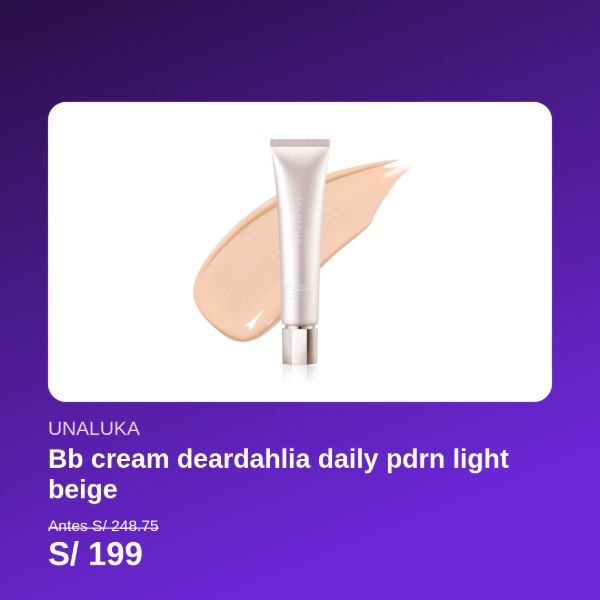 UNALUKA
Bb cream deardahlia daily pdrn light
beige
Antes S/ 248.75
S/ 199